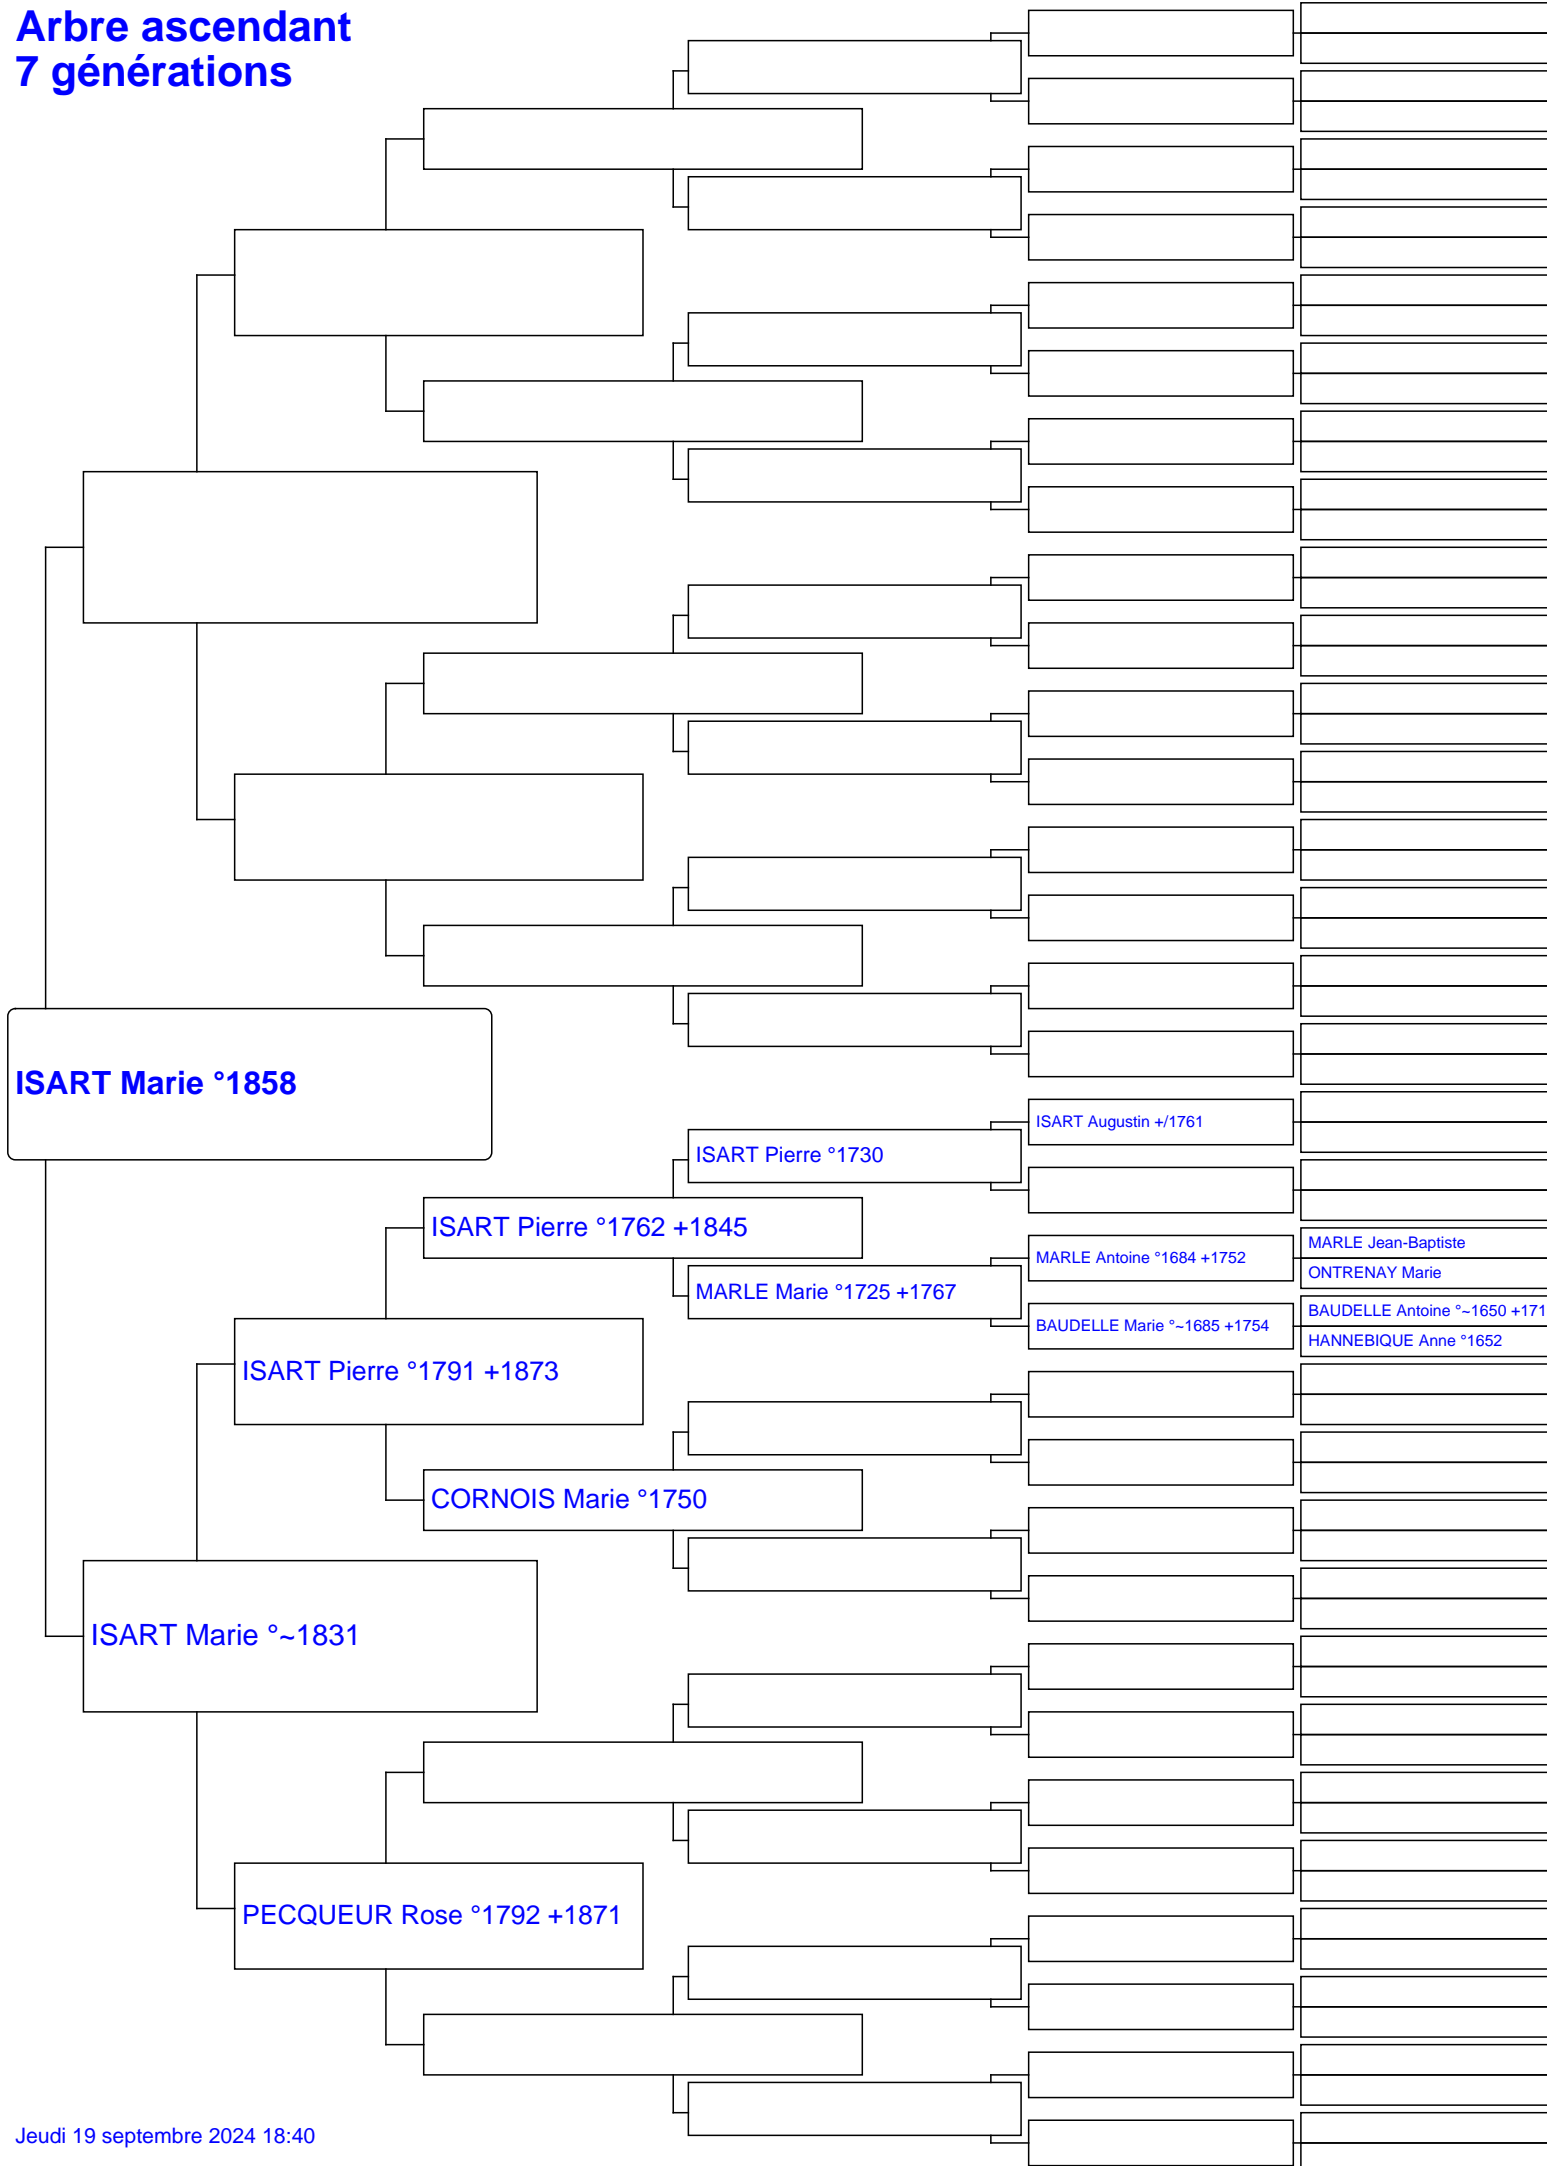 Arbre ascendant
7 générations
ISART Marie °1858
ISART Augustin +/1761
ISART Pierre °1730
ISART Pierre °1762 +1845
MARLE Jean-Baptiste
MARLE Antoine °1684 +1752
ONTRENAY Marie
MARLE Marie °1725 +1767
BAUDELLE Antoine °~1650 +171
BAUDELLE Marie °~1685 +1754
HANNEBIQUE Anne °1652
ISART Pierre °1791 +1873
CORNOIS Marie °1750
ISART Marie °~1831
PECQUEUR Rose °1792 +1871
Jeudi 19 septembre 2024 18:40